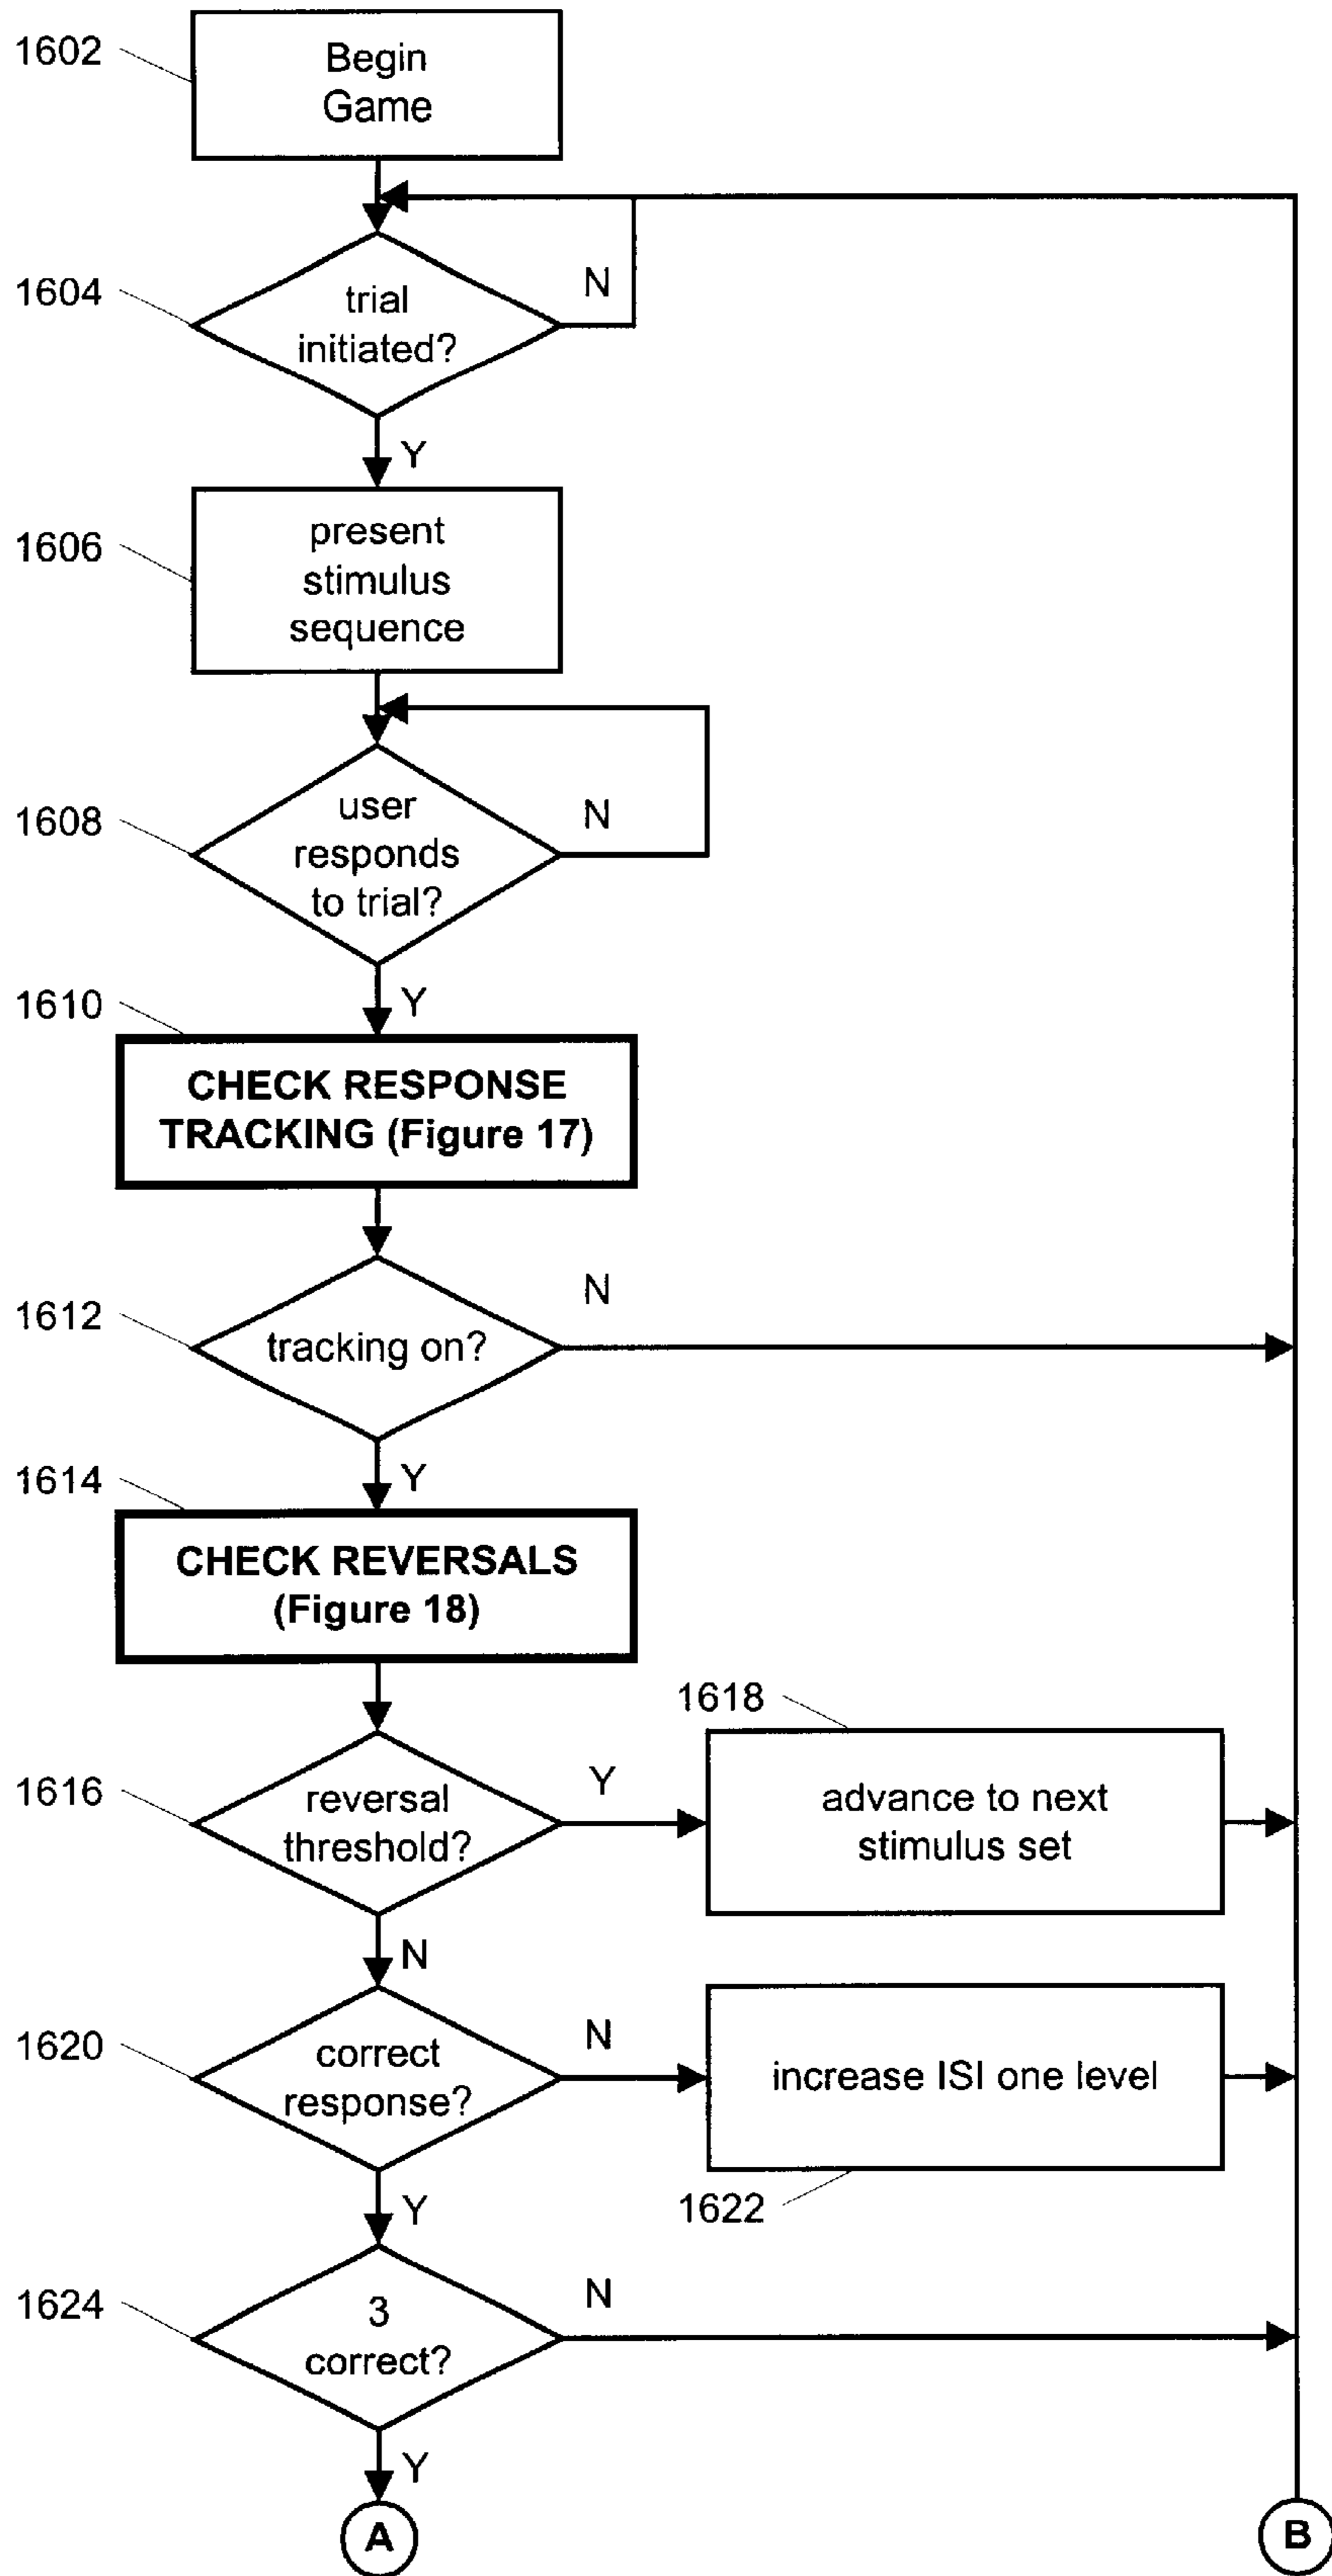 1602
Begin
Game
1604
trial
initiated?
N
Y
1606
present
stimulus
sequence
1608
user
responds
to trial?
N
Y
1610
CHECK RESPONSE
TRACKING (Figure 17)
1612
tracking on?
N
Y
1614
CHECK REVERSALS
(Figure 18)
1616
reversal
threshold?
Y
1618
advance to next
stimulus set
N
1620
correct
response?
N
increase ISI one level
1622
Y
1624
3
correct?
N
Y
A
B